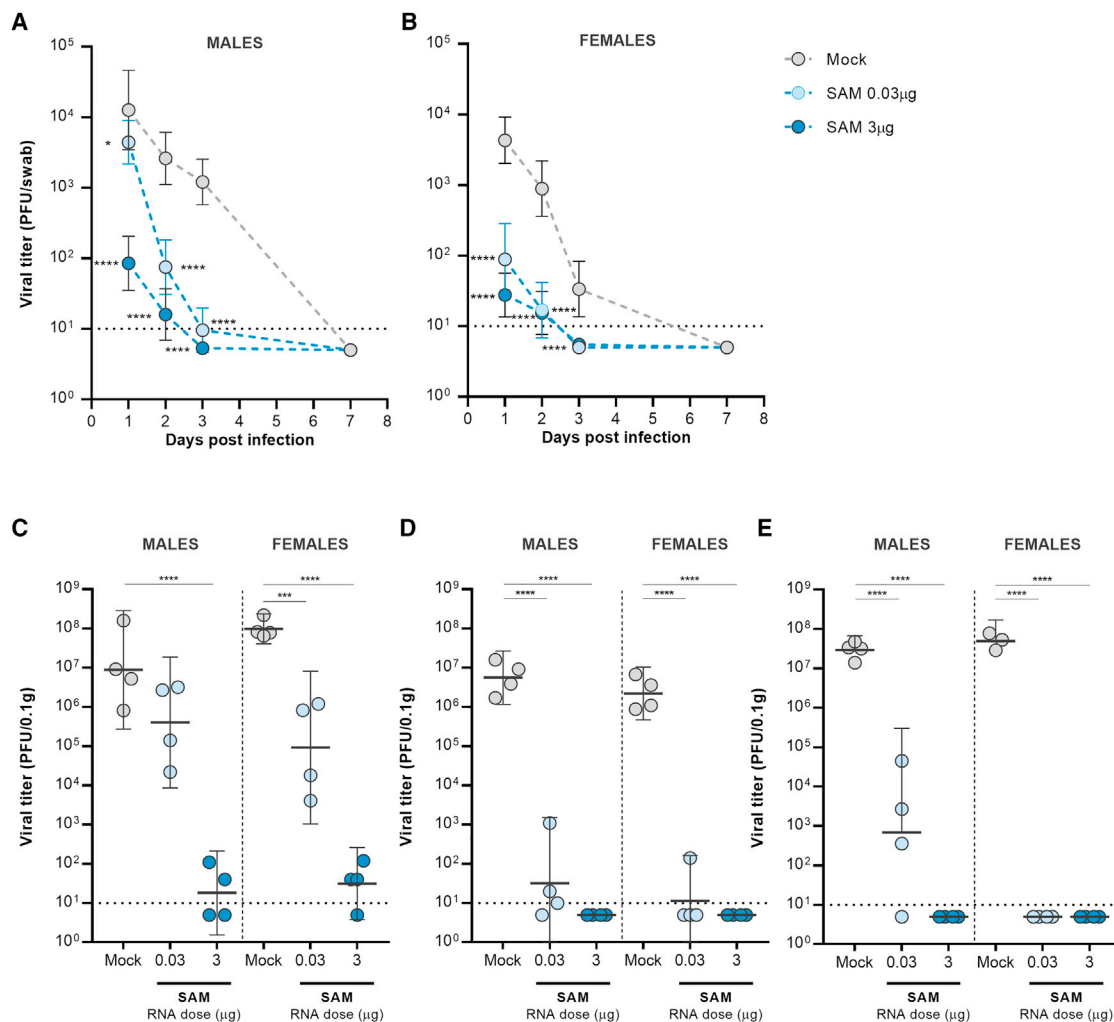 A
MALES
B
FEMALES
Mock
SAM 0.03µg
SAM 3µg
Viral titer (PFU/swab)
10⁵
10⁴
10³
10²
10¹
10⁰
*
****
****
****
****
****
0 1 2 3 4 5 6 7 8
Days post infection
10⁵
10⁴
10³
10²
10¹
10⁰
****
****
****
****
****
0 1 2 3 4 5 6 7 8
Days post infection
C
MALES
FEMALES
Viral titer (PFU/0.1g)
10⁹
10⁸
10⁷
10⁶
10⁵
10⁴
10³
10²
10¹
10⁰
****
****
***
Mock 0.03 3 Mock 0.03 3
SAM SAM
RNA dose (µg) RNA dose (µg)
D
MALES
FEMALES
Viral titer (PFU/0.1g)
10⁹
10⁸
10⁷
10⁶
10⁵
10⁴
10³
10²
10¹
10⁰
****
****
****
****
Mock 0.03 3 Mock 0.03 3
SAM SAM
RNA dose (µg) RNA dose (µg)
E
MALES
FEMALES
Viral titer (PFU/0.1g)
10⁹
10⁸
10⁷
10⁶
10⁵
10⁴
10³
10²
10¹
10⁰
****
****
****
****
Mock 0.03 3 Mock 0.03 3
SAM SAM
RNA dose (µg) RNA dose (µg)